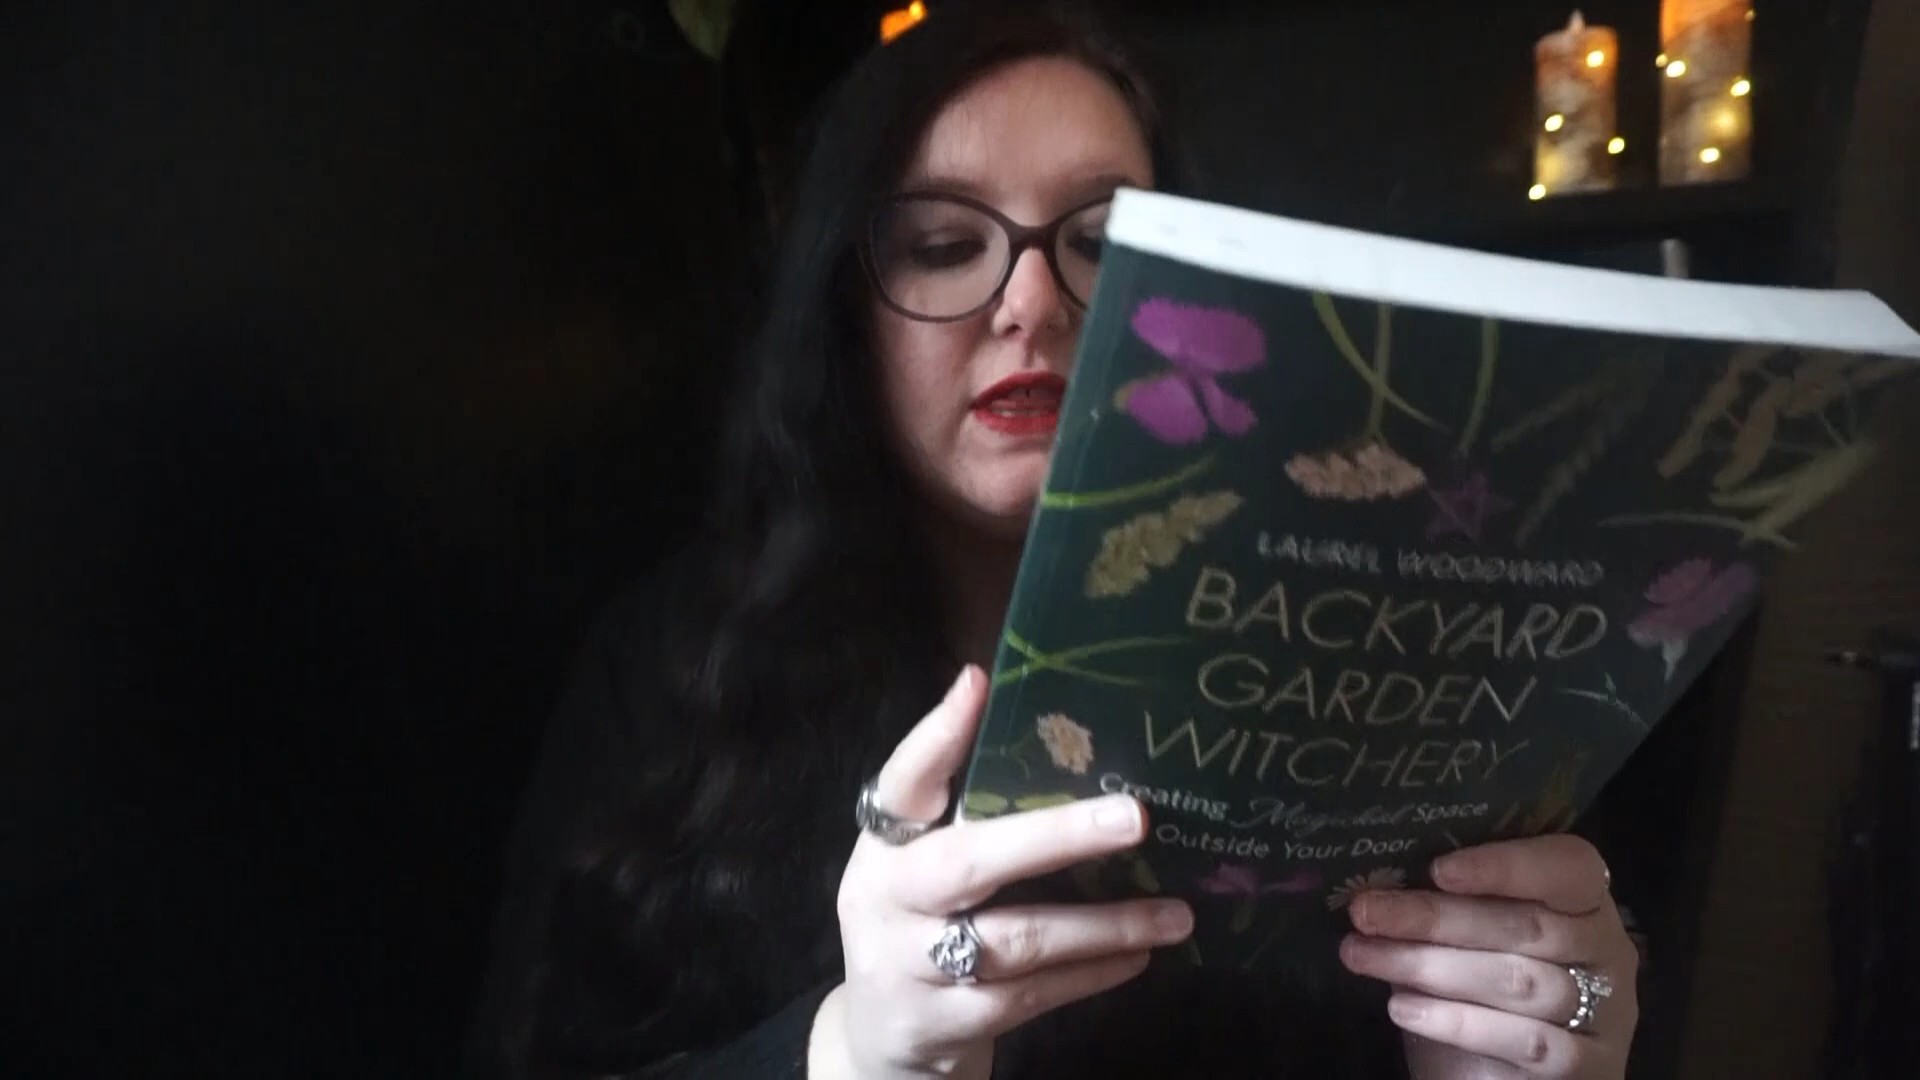 LAUREL WOODWARD
BACKYARD
GARDEN
WITCHERY
Creating Magickal Space
Outside Your Door